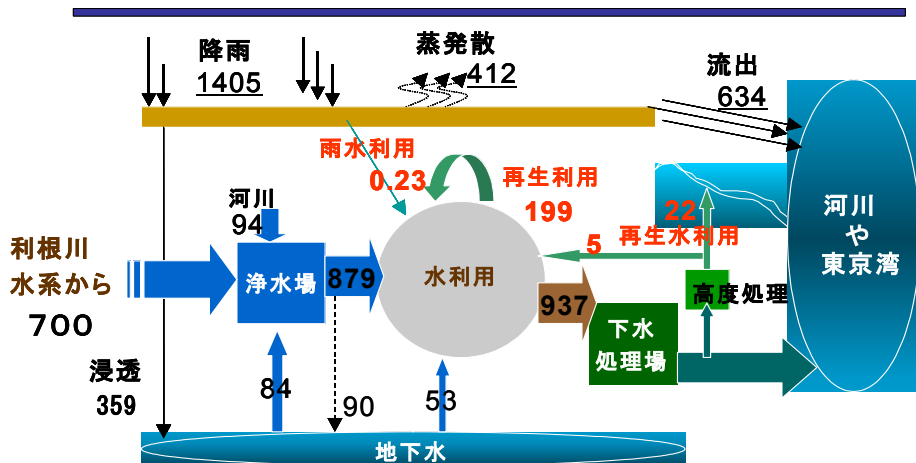 降雨
1405
蒸発散
412
流出
634
雨水利用
0.23
再生利用
199
河川
94
22
再生水利用
5
河川
や
東京湾
利根川
水系から
700
浄水場
879
水利用
937
高度処理
下水
処理場
浸透
359
84
90
53
地下水